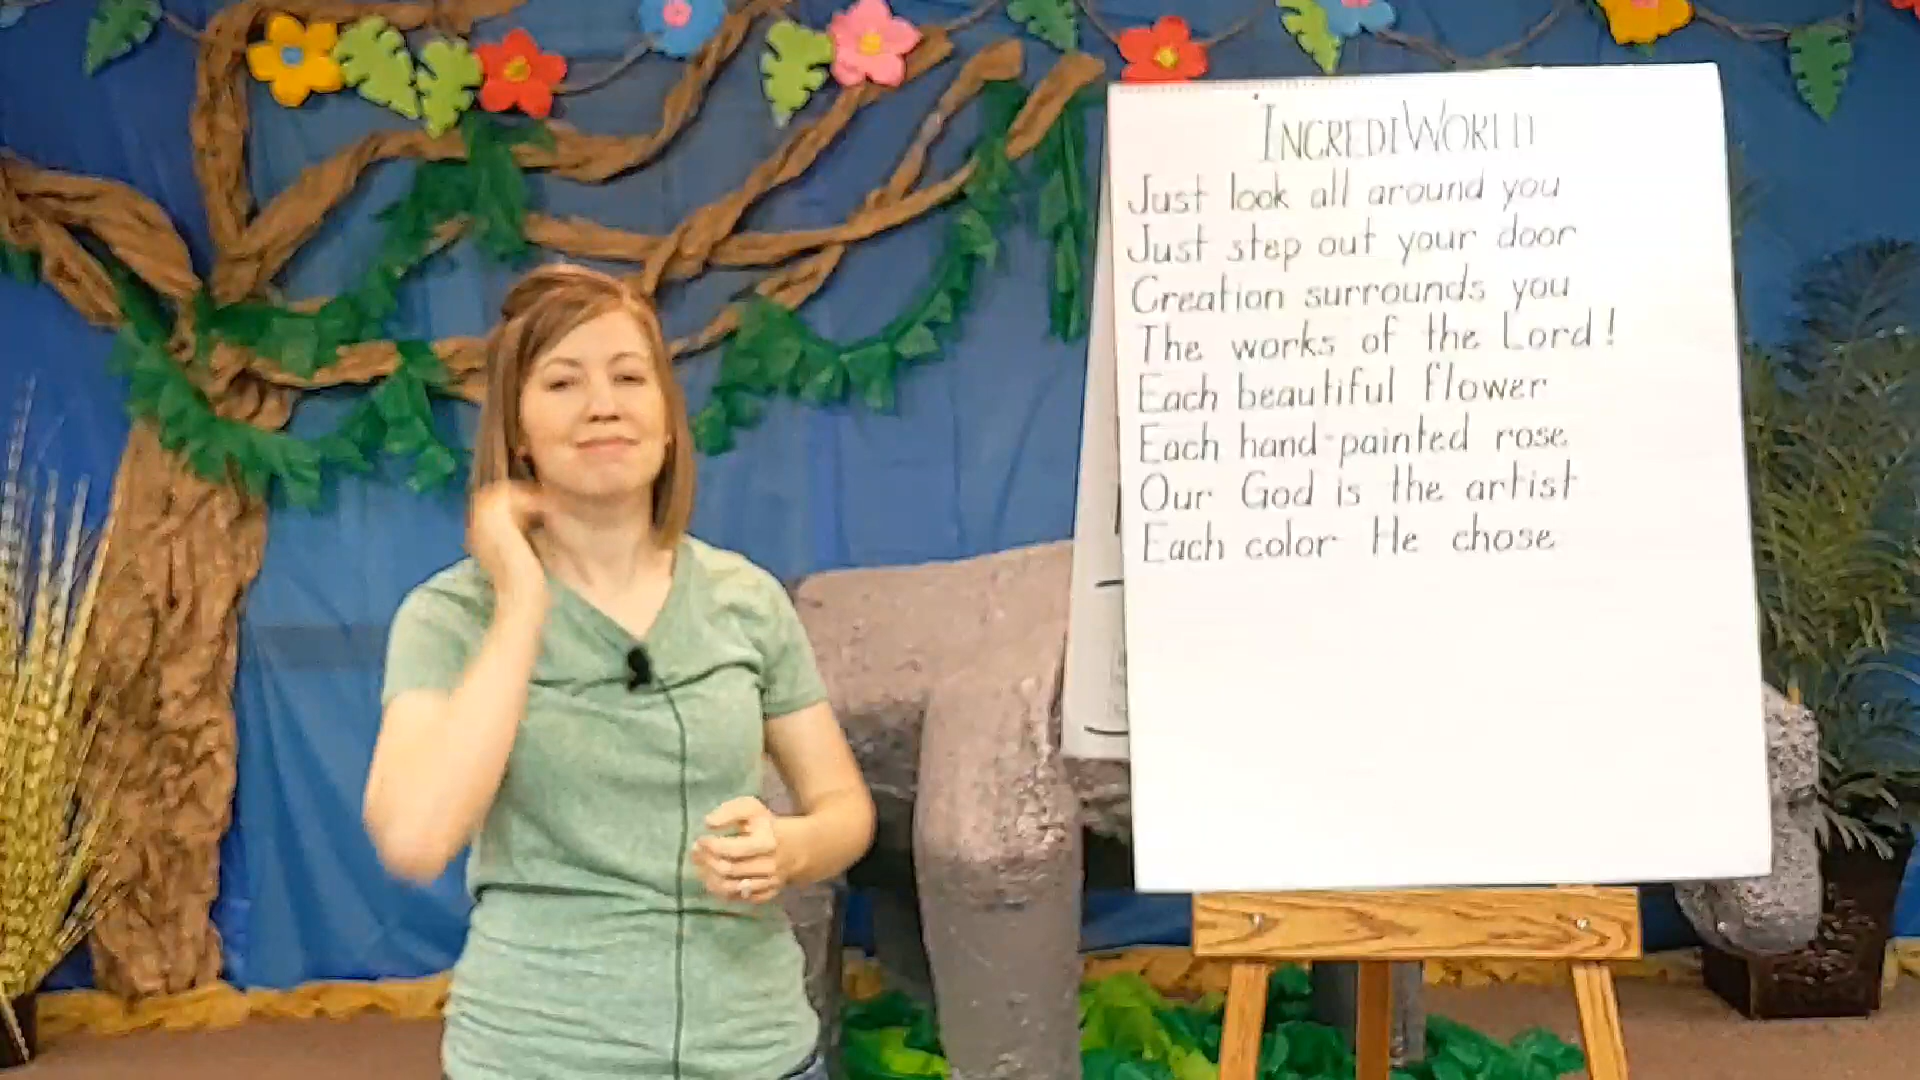 INCREDIWORLD
Just look all around you
Just step out your door
Creation surrounds you
The works of the Lord!
Each beautiful flower
Each hand-painted rose
Our God is the artist
Each color He chose